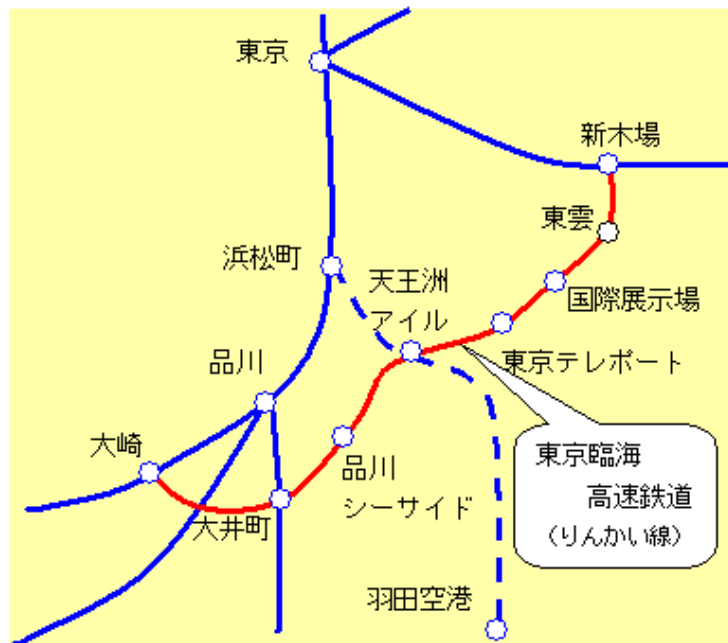 東京
新木場
東雲
浜松町
天王洲
アイル
国際展示場
東京テレポート
品川
大崎
品川
シーサイド
大井町
東京臨海
高速鉄道
(りんかい線)
羽田空港